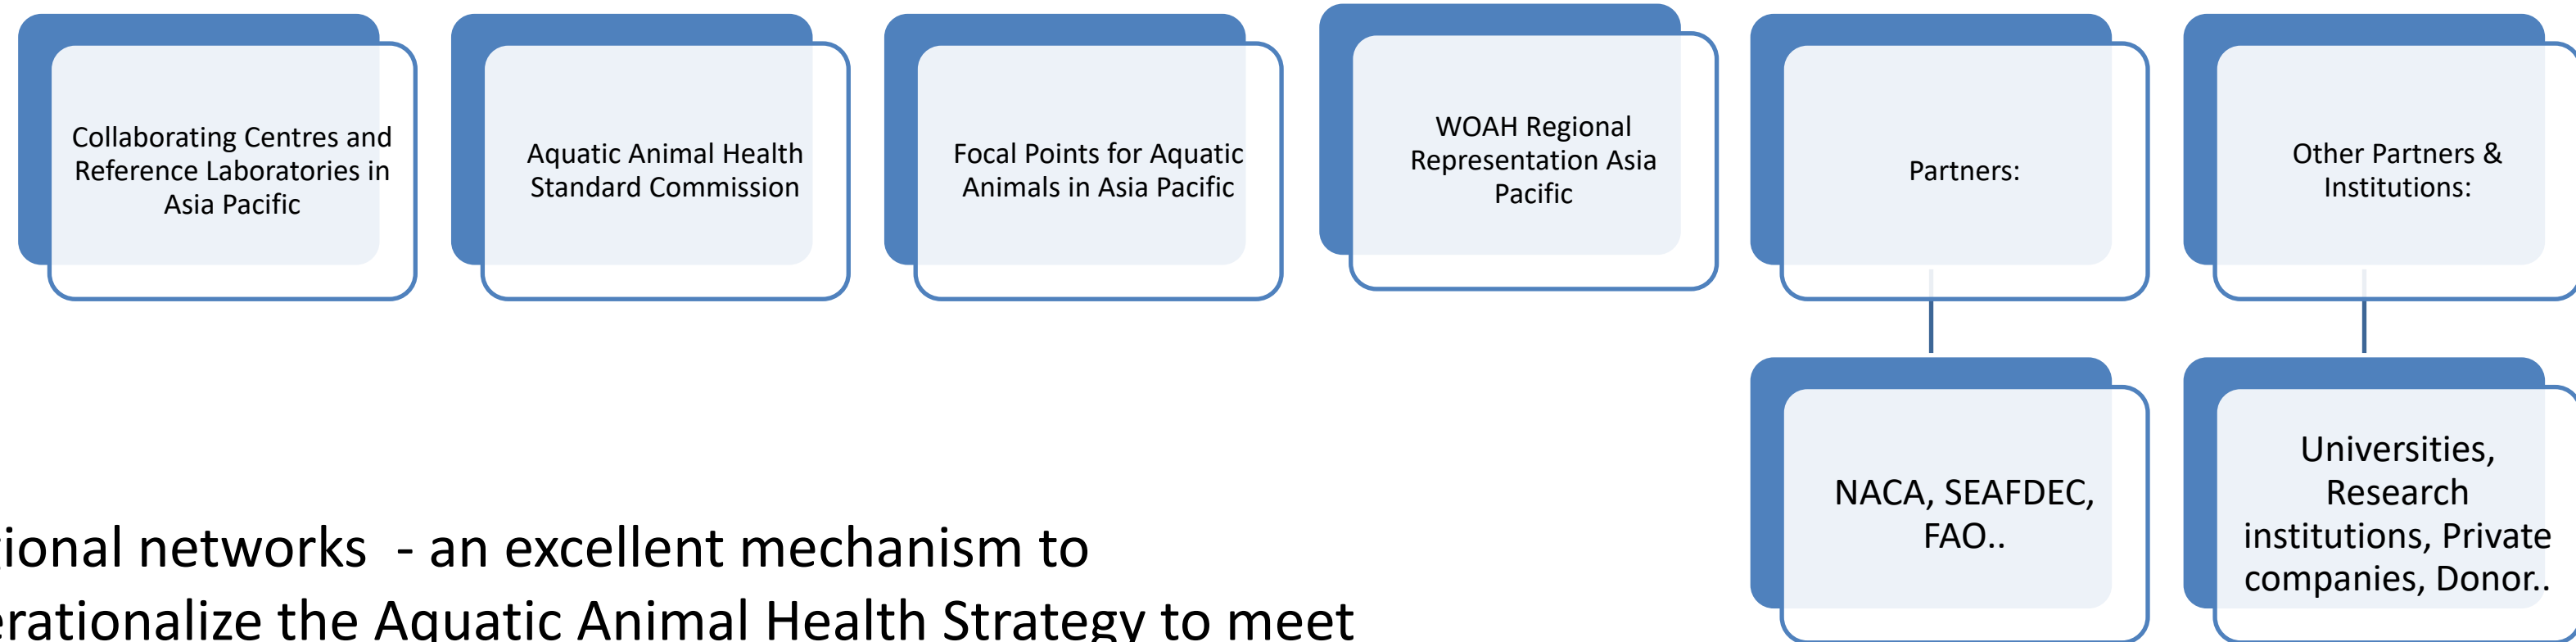 Collaborating Centres and
Reference Laboratories in
Asia Pacific
Aquatic Animal Health
Standard Commission
Focal Points for Aquatic
Animals in Asia Pacific
WOAH Regional
Representation Asia
Pacific
Partners:
Other Partners &
Institutions:
NACA, SEAFDEC,
FAO..
Universities,
Research
institutions, Private
companies, Donor..
gional networks - an excellent mechanism to
erationalize the Aquatic Animal Health Strategy to meet